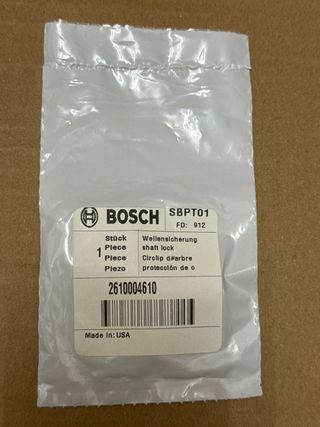 BOSCH SBPT01
FD: 912
Stück Wellensicherung
1 Piece shaft lock
Piece Circlip d#arbre
Piezo protección de o
2610004610
Made in: USA